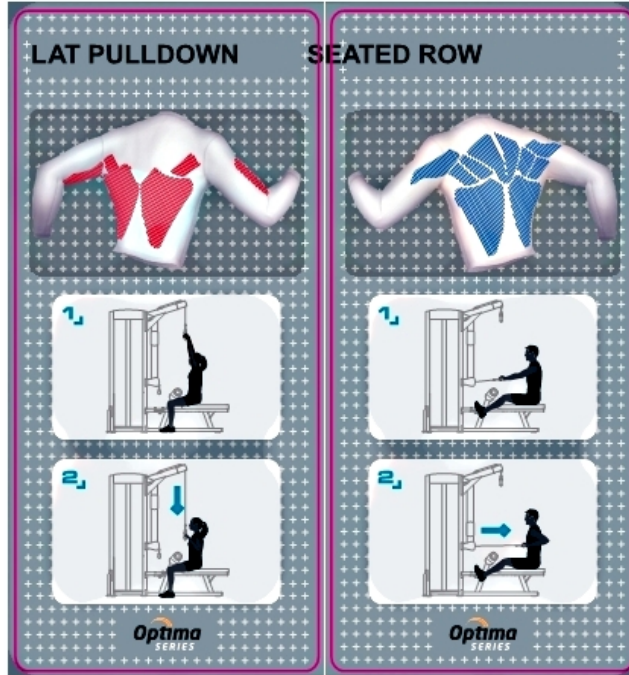 LAT PULLDOWN
1
2
Optima
SERIES
SEATED ROW
1
2
Optima
SERIES